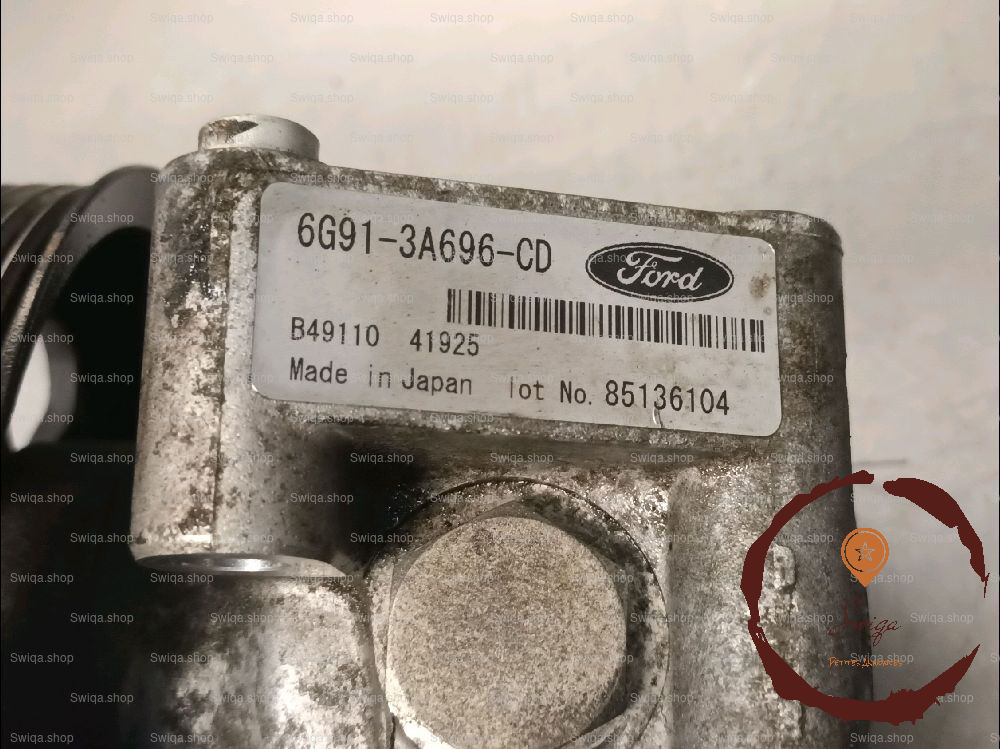 6G91-3A696-CD
Ford
B49110 41925
Made in Japan lot No. 85136104
Swiqa.shop